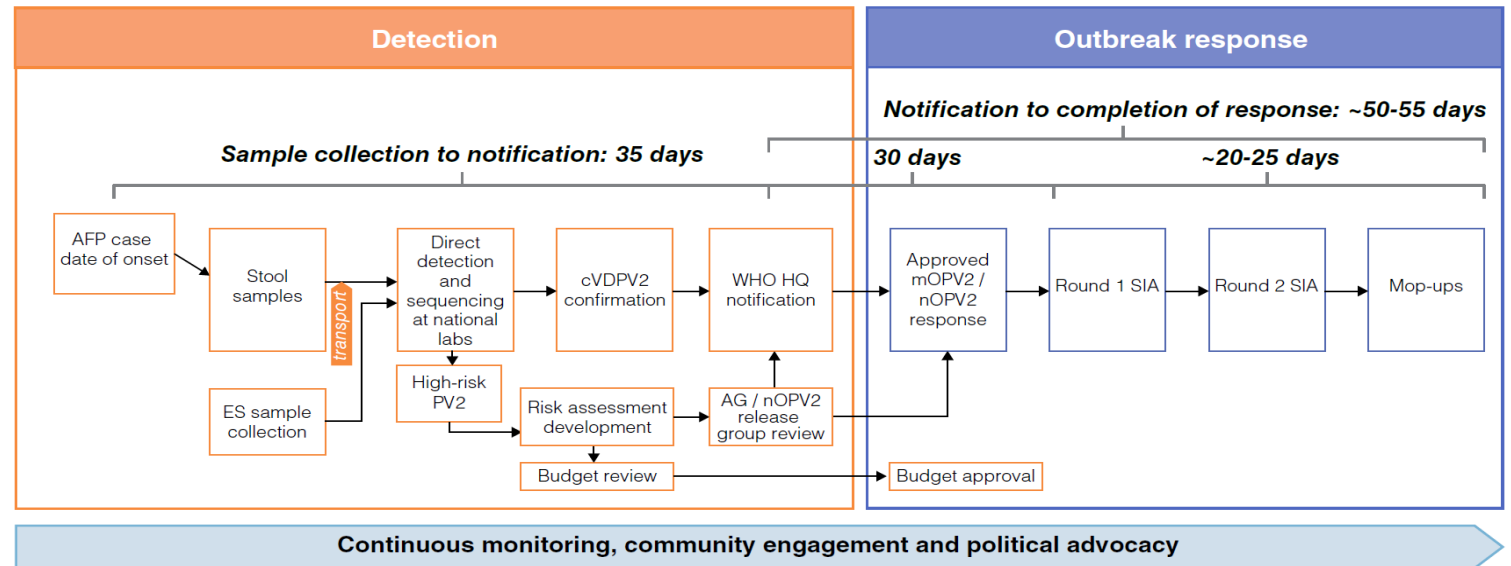 Detection
Outbreak response
Notification to completion of response: ~50-55 days
Sample collection to notification: 35 days
30 days
~20-25 days
AFP case
date of onset
Stool
samples
transport
Direct
detection
and
sequencing
at national
labs
cVDPV2
confirmation
WHO HQ
notification
Approved
mOPV2 /
nOPV2
response
Round 1 SIA
Round 2 SIA
Mop-ups
ES sample
collection
High-risk
PV2
Risk assessment
development
AG / nOPV2
release
group review
Budget review
Budget approval
Continuous monitoring, community engagement and political advocacy